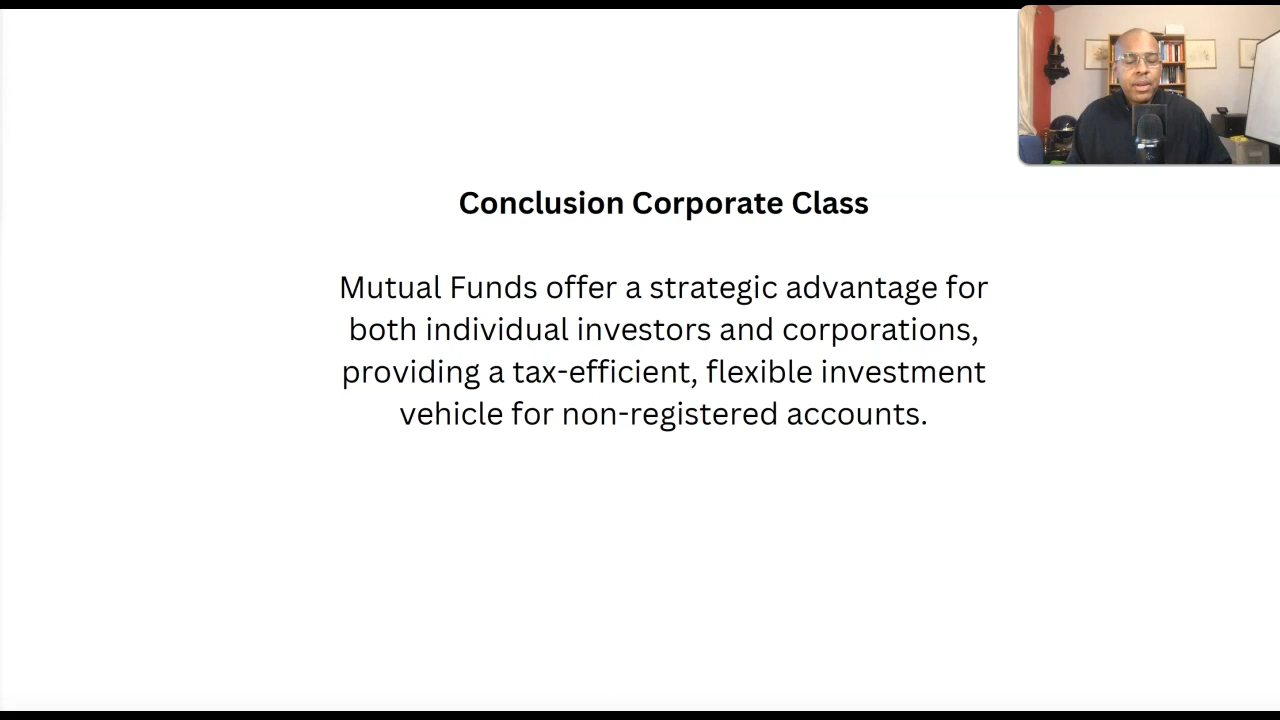 Conclusion Corporate Class
Mutual Funds offer a strategic advantage for
both individual investors and corporations,
providing a tax-efficient, flexible investment
vehicle for non-registered accounts.